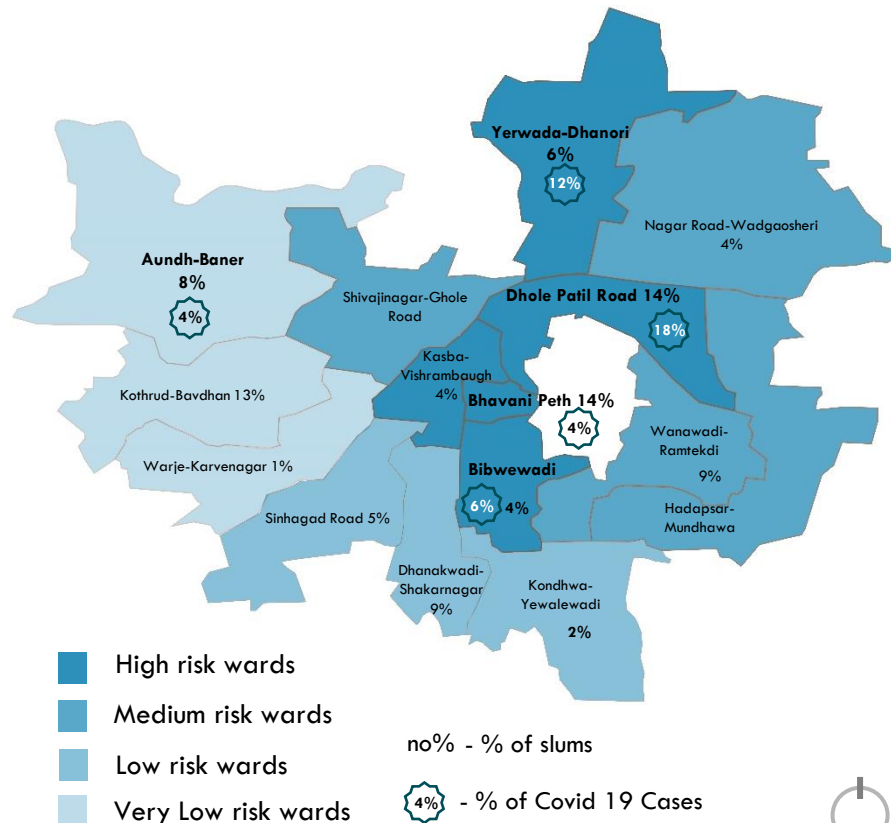 Yerwada-Dhanori
6%
12%
Nagar Road-Wadgaosheri
4%
Aundh-Baner
8%
4%
Shivajinagar-Ghole
Road
Dhole Patil Road 14%
18%
Kasba-
Vishrambaugh
4%
Kothrud-Bavdhan 13%
Bhavani Peth 14%
4%
Wanawadi-
Ramtekdi
9%
Warje-Karvenagar 1%
Bibwewadi
6%
4%
Sinhagad Road 5%
Hadapsar-
Mundhawa
Dhanakwadi-
Shakarnagar
9%
Kondhwa-
Yewalewadi
2%
High risk wards
Medium risk wards
no% - % of slums
Low risk wards
4% - % of Covid 19 Cases
Very Low risk wards